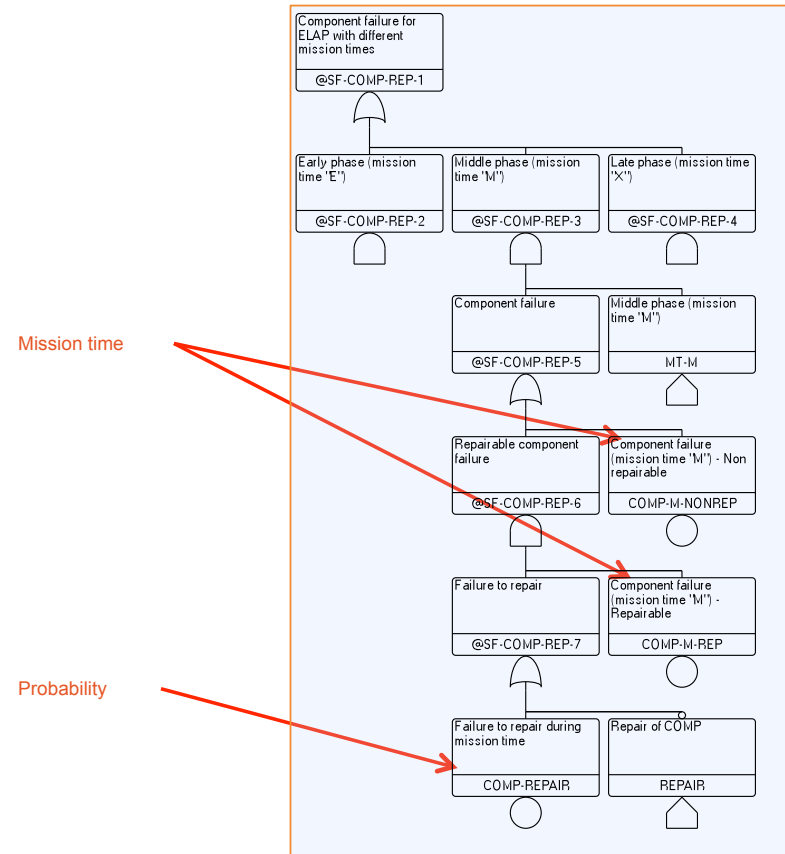 Component failure for
ELAP with different
mission times
@SF-COMP-REP-1
Early phase (mission
time "E")
@SF-COMP-REP-2
Middle phase (mission
time "M")
@SF-COMP-REP-3
Late phase (mission time
"X")
@SF-COMP-REP-4
Component failure
@SF-COMP-REP-5
Middle phase (mission
time "M")
MT-M
Mission time
Repairable component
failure
@SF-COMP-REP-6
Component failure
(mission time "M") - Non
repairable
COMP-M-NONREP
Failure to repair
@SF-COMP-REP-7
Component failure
(mission time "M") -
Repairable
COMP-M-REP
Probability
Failure to repair during
mission time
COMP-REPAIR
Repair of COMP
REPAIR